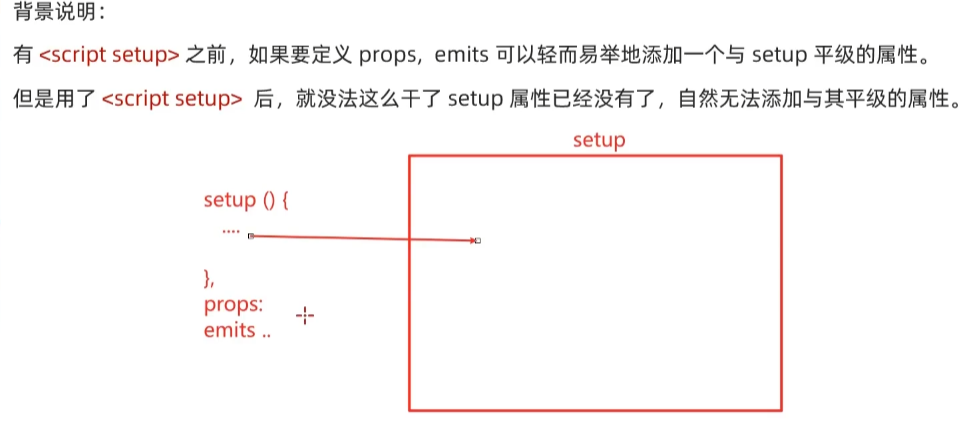 背景说明：
有 <script setup> 之前，如果要定义 props，emits 可以轻而易举地添加一个与 setup 平级的属性。
但是用了 <script setup> 后，就没法这么干了 setup 属性已经没有了，自然无法添加与其平级的属性。
setup
setup () {
....
},
props:
emits ..